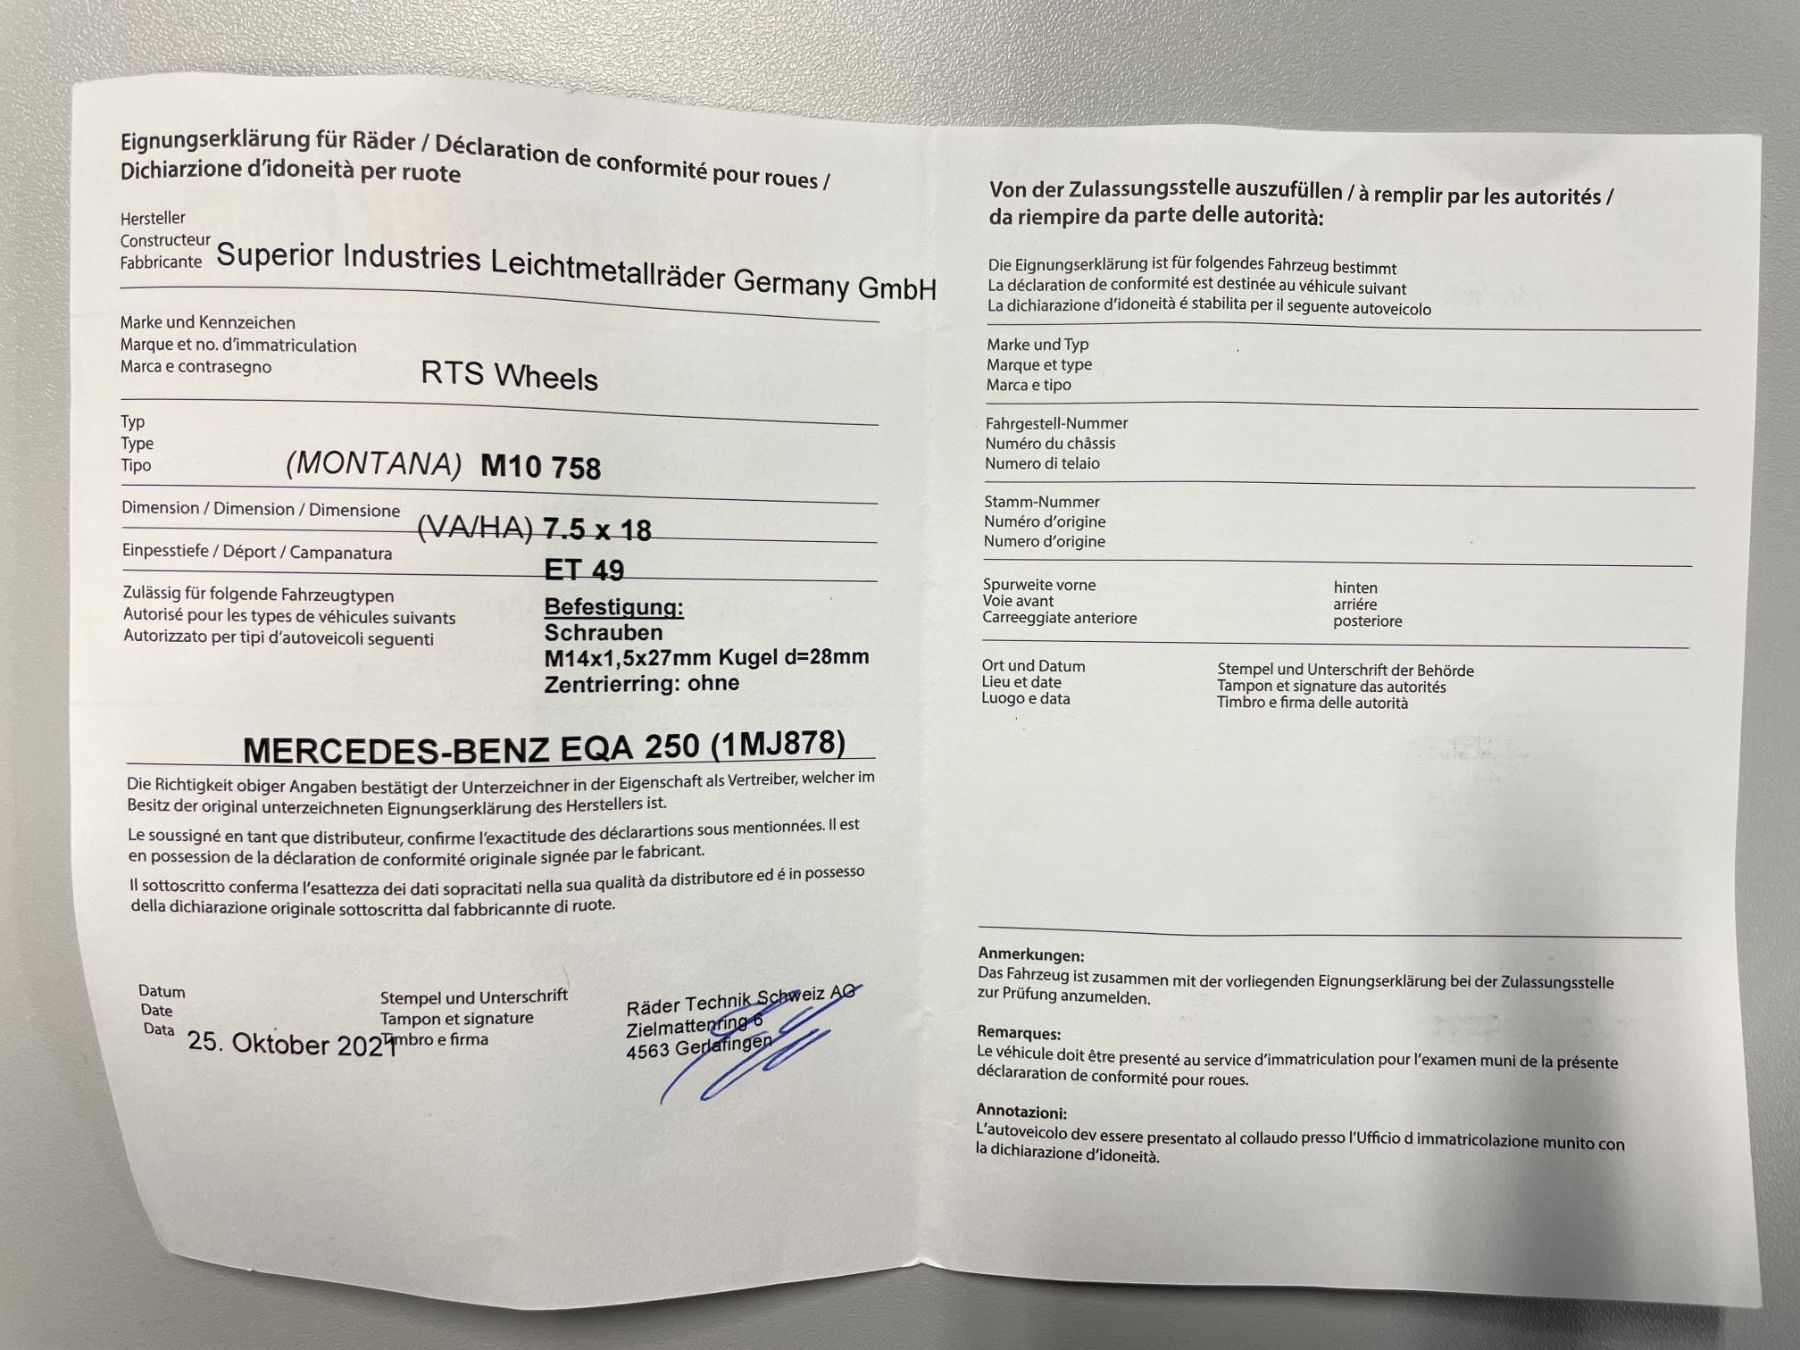 Eignungserklärung für Räder / Déclaration de conformité pour roues /
Dichiarzione d'idoneità per ruote
Hersteller
Constructeur
Fabbricante Superior Industries Leichtmetallräder Germany GmbH
Marke und Kennzeichen
Marque et no. d'immatriculation
Marca e contrasegno
RTS Wheels
Typ
Type
Tipo
(MONTANA) M10 758
Dimension / Dimension / Dimensione
(VA/HA) 7.5 x 18
Einpesstiefe / Déport / Campanatura
ET 49
Zulässig für folgende Fahrzeugtypen
Autorisé pour les types de véhicules suivants
Autorizzato per tipi d'autoveicoli seguenti
Befestigung:
Schrauben
M14x1,5x27mm Kugel d=28mm
Zentrierring: ohne
MERCEDES-BENZ EQA 250 (1MJ878)
Die Richtigkeit obiger Angaben bestätigt der Unterzeichner in der Eigenschaft als Vertreiber, welcher im
Besitz der original unterzeichneten Eignungserklärung des Herstellers ist.
Le soussigné en tant que distributeur, confirme l'exactitude des déclarartions sous mentionnées. Il est
en possession de la déclaration de conformité originale signée par le fabricant.
Il sottoscritto conferma l'esattezza dei dati sopracitati nella sua qualità da distributore ed é in possesso
della dichiarazione originale sottoscritta dal fabbricannte di ruote.
Datum
Date
Data 25. Oktober 2021
Stempel und Unterschrift
Tampon et signature
Timbro e firma
Räder Technik Schweiz AG
Zielmattenring 6
4563 Gerlafingen
Von der Zulassungsstelle auszufüllen / à remplir par les autorités /
da riempire da parte delle autorità:
Die Eignungserklärung ist für folgendes Fahrzeug bestimmt
La déclaration de conformité est destinée au véhicule suivant
La dichiarazione d'idoneità é stabilita per il seguente autoveicolo
Marke und Typ
Marque et type
Marca e tipo
Fahrgestell-Nummer
Numéro du châssis
Numero di telaio
Stamm-Nummer
Numéro d'origine
Numero d'origine
Spurweite vorne
Voie avant
Carreeggiate anteriore
hinten
arriére
posteriore
Ort und Datum
Lieu et date
Luogo e data
Stempel und Unterschrift der Behörde
Tampon et signature das autorités
Timbro e firma delle autorità
Anmerkungen:
Das Fahrzeug ist zusammen mit der vorliegenden Eignungserklärung bei der Zulassungsstelle
zur Prüfung anzumelden.
Remarques:
Le véhicule doit être presenté au service d'immatriculation pour l'examen muni de la présente
déclararation de conformité pour roues.
Annotazioni:
L'autoveicolo dev essere presentato al collaudo presso l'Ufficio d immatricolazione munito con
la dichiarazione d'idoneità.